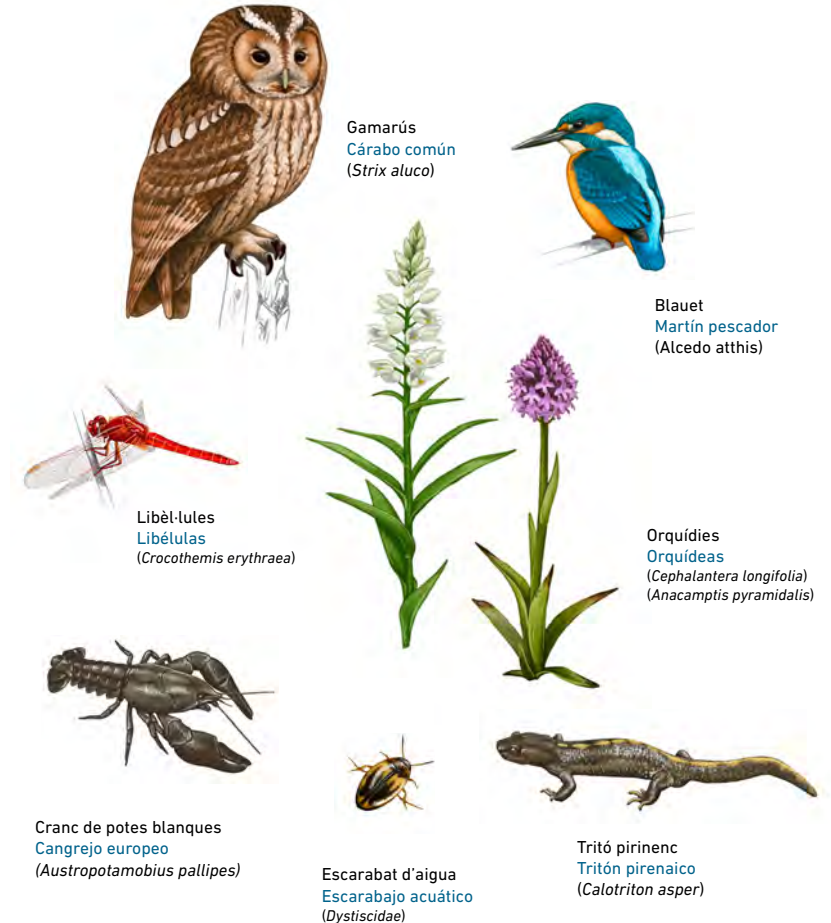 Gamarús
Cárabo común
(Strix aluco)
Blauet
Martín pescador
(Alcedo atthis)
Libèl·lules
Libélulas
(Crocothemis erythraea)
Orquídies
Orquídeas
(Cephalantera longifolia)
(Anacamptis pyramidalis)
Cranc de potes blanques
Cangrejo europeo
(Austropotamobius pallipes)
Escarabat d'aigua
Escarabajo acuático
(Dystiscidae)
Tritó pirinenc
Tritón pirenaico
(Calotriton asper)